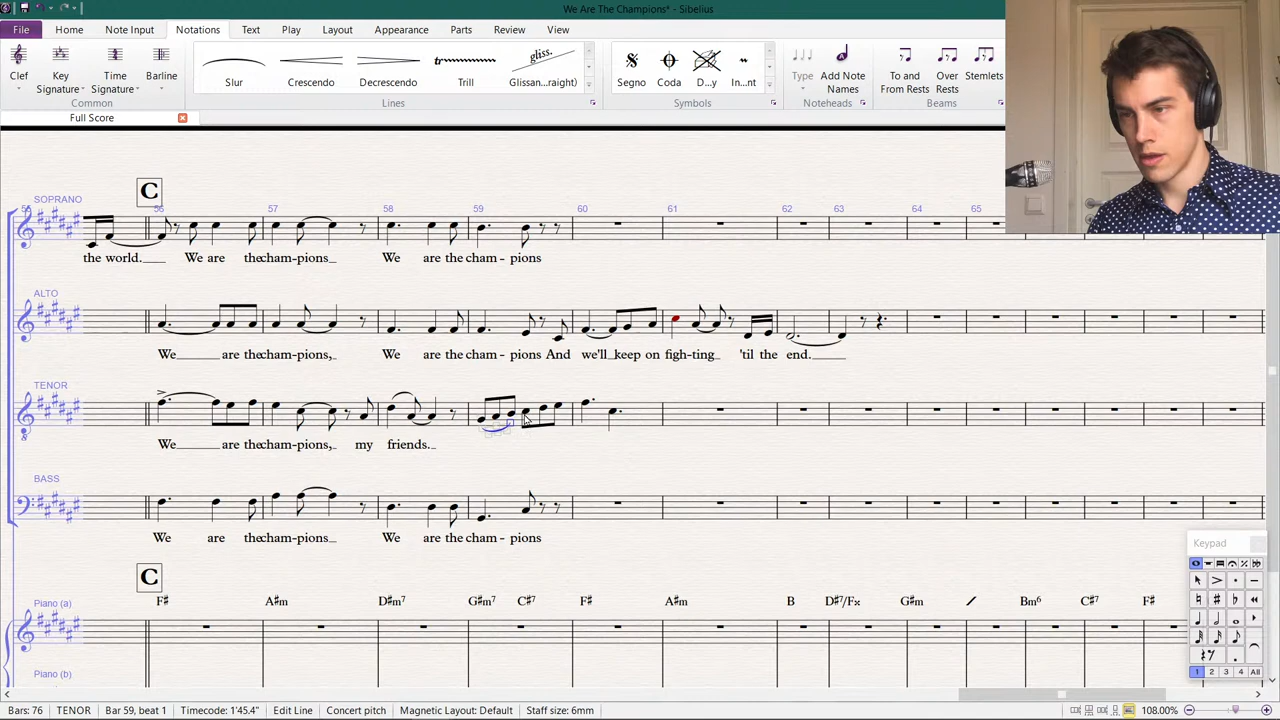 We Are The Champions* - Sibelius
File Home Note Input Notations Text Play Layout Appearance Parts Review View
gliss.
Clef Key Signature Time Signature Barline Slur Crescendo Decrescendo Trill Glissan...raight) Segno Coda D...y In...nt Type Add Note Names To and From Rests Over Rests Stemlets
Common Lines Symbols Noteheads Beams
Full Score
C
SOPRANO
56 57 58 59 60 61 62 63 64 65
the world. We are the cham-pions We are the cham - pions
ALTO
We are the cham-pions, We are the cham - pions And we'll keep on figh-ting 'til the end.
TENOR
We are the cham-pions, my friends.
BASS
We are the cham-pions We are the cham - pions
Keypad
C
Piano (a)
F# A#m D#m7 G#m7 C#7 F# A#m B D#7/Fx G#m Bm6 C#7 F#
Piano (b)
1 2 3 4 All
Bars: 76 TENOR Bar 59, beat 1 Timecode: 1'45.4" Edit Line Concert pitch Magnetic Layout: Default Staff size: 6mm 108.00%